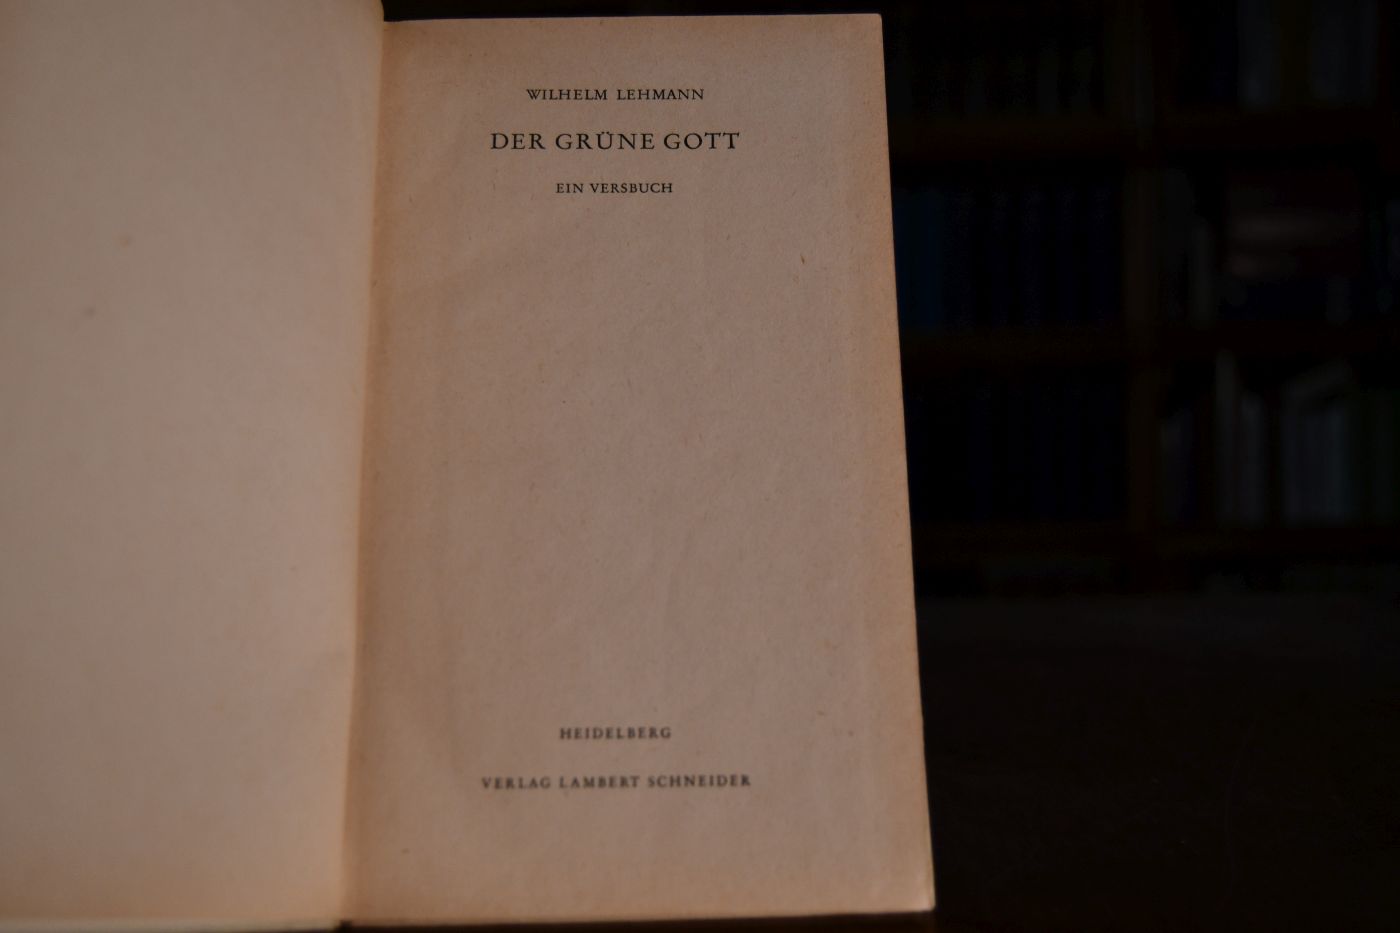 WILHELM LEHMANN
DER GRÜNE GOTT
EIN VERSBUCH
HEIDELBERG
VERLAG LAMBERT SCHNEIDER